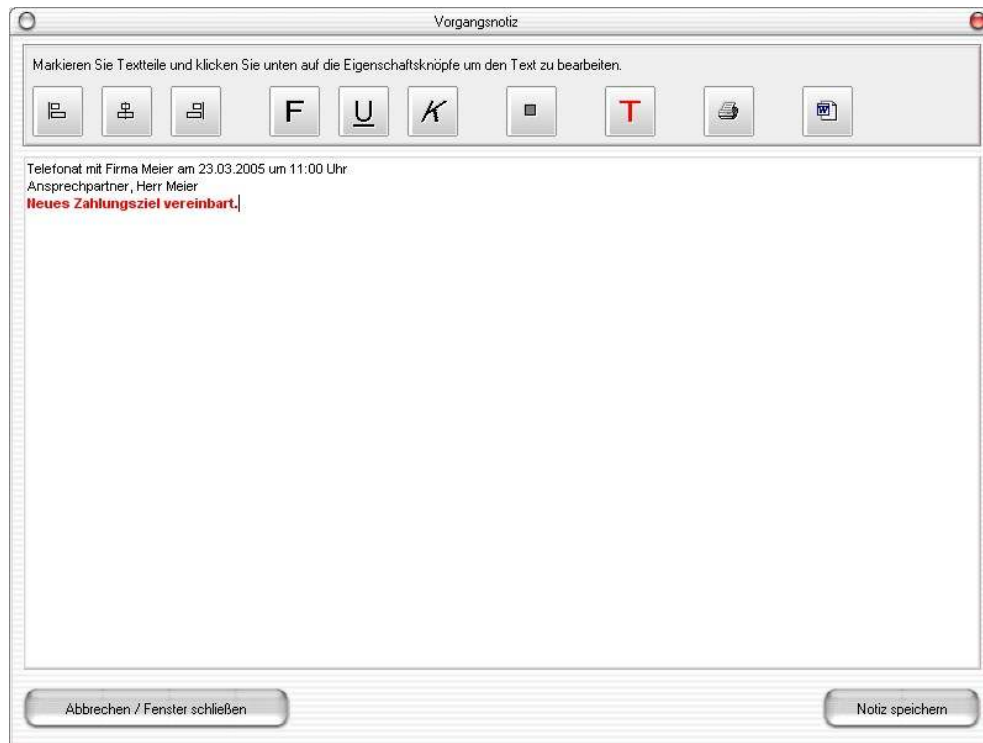 Vorgangsnotiz
Markieren Sie Textteile und klicken Sie unten auf die Eigenschaftsknöpfe um den Text zu bearbeiten.
F U K T W
Telefonat mit Firma Meier am 23.03.2005 um 11:00 Uhr
Ansprechpartner, Herr Meier
Neues Zahlungsziel vereinbart.
Abbrechen / Fenster schließen Notiz speichern